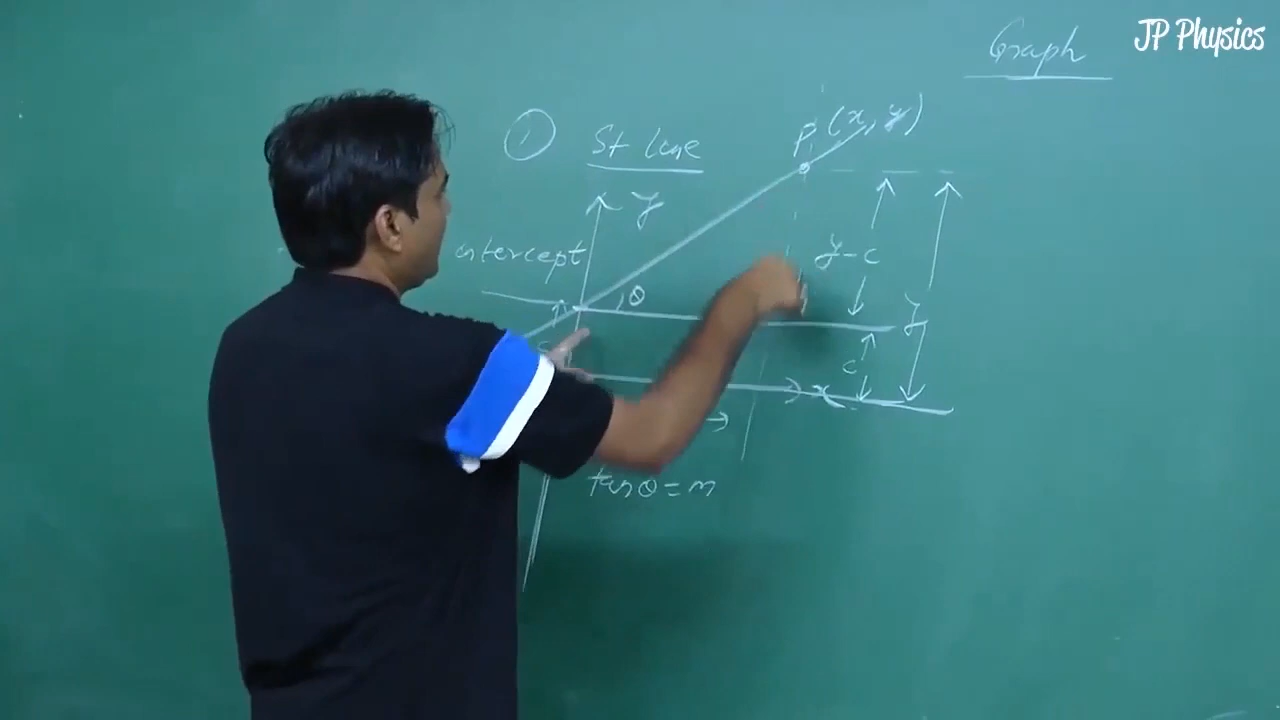 JP Physics
Graph
① St line
P (x, y)
y
intercept
θ
y-c
y
c
c
x
tanθ = m